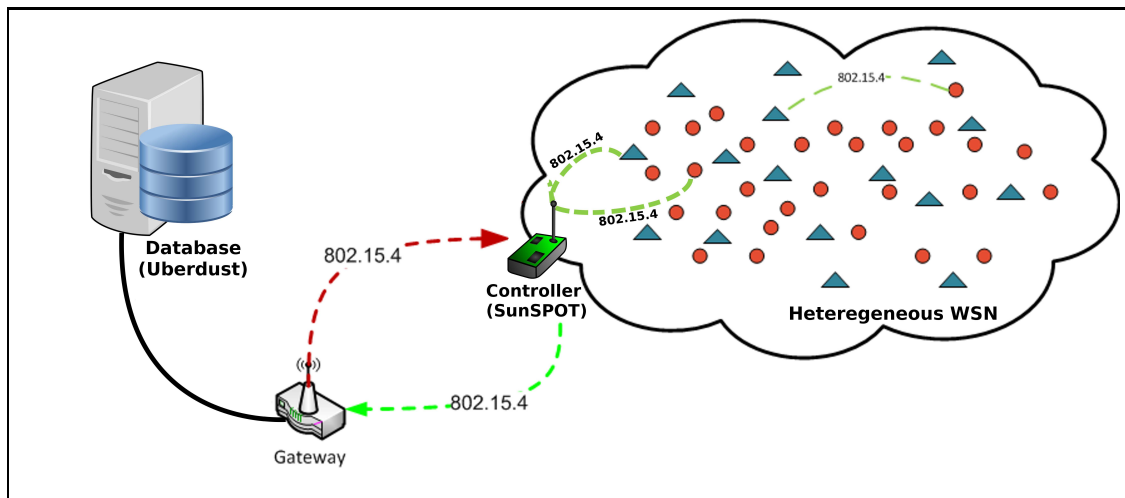 802.15.4
802.15.4
802.15.4
Database
(Uberdust)
802.15.4
Controller
(SunSPOT)
Heteregeneous WSN
802.15.4
Gateway